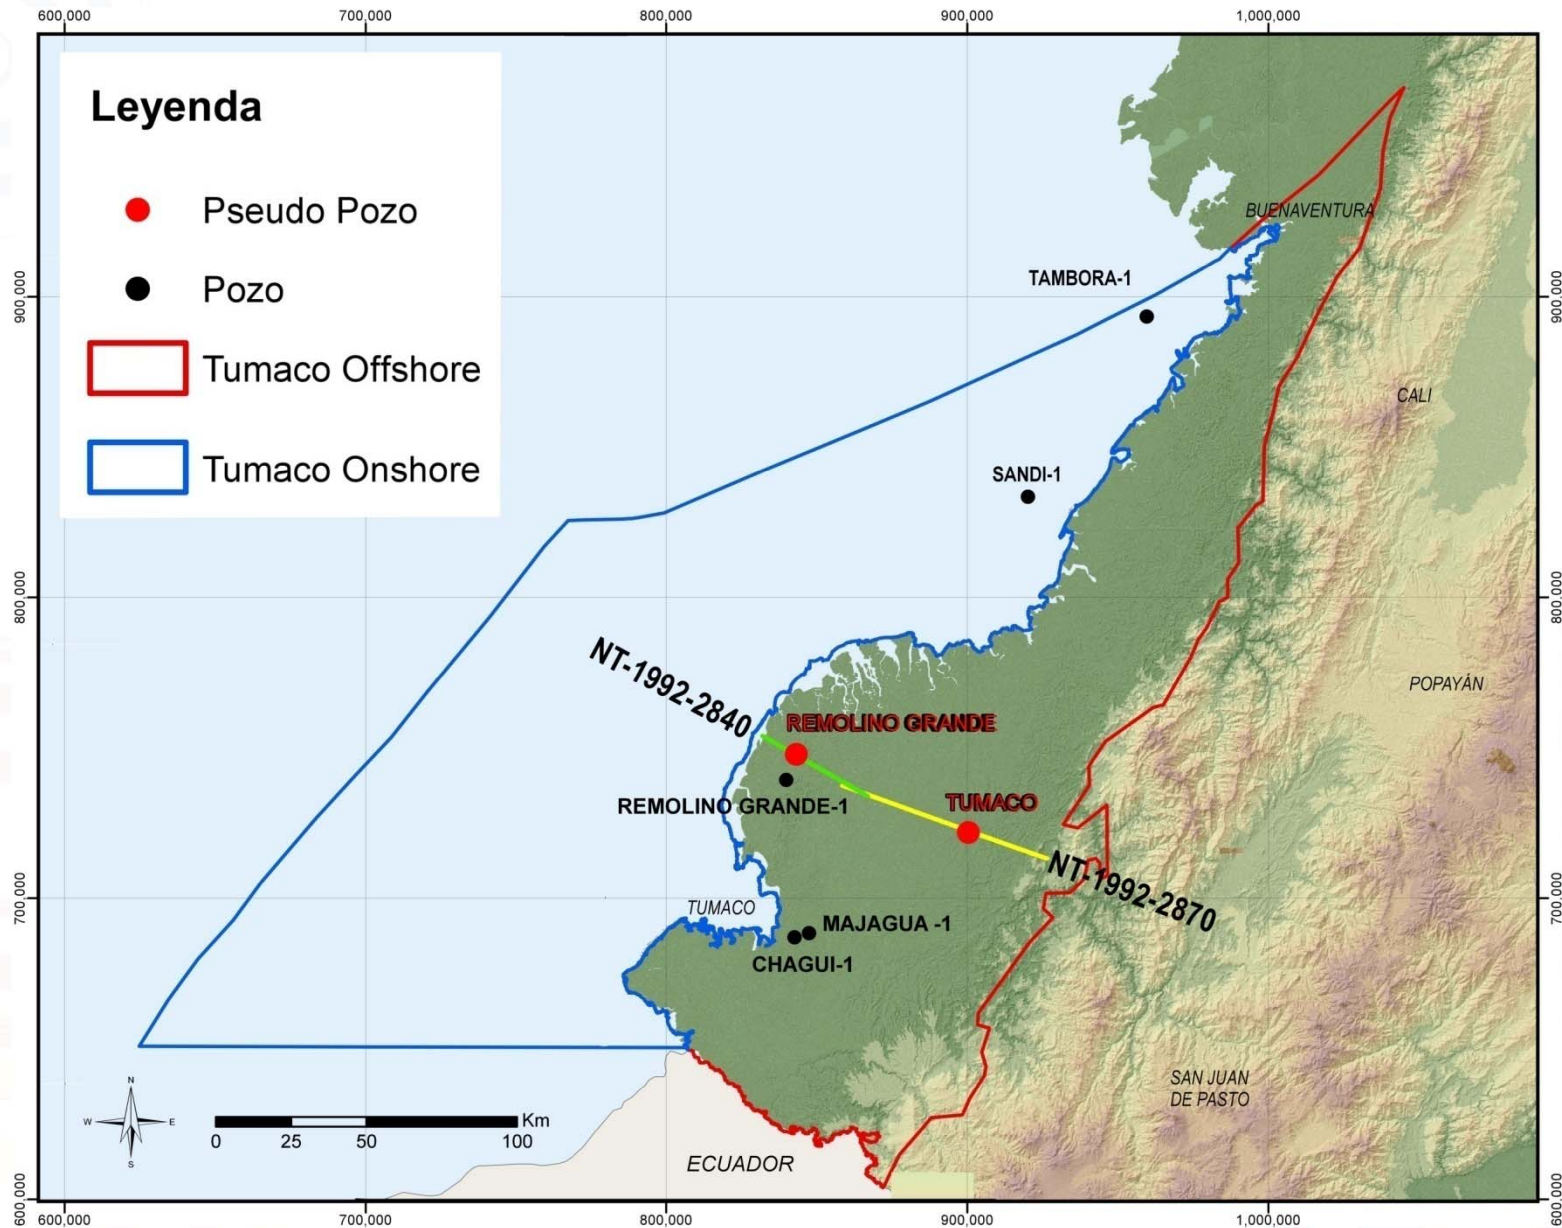 600,000 700,000 800,000 900,000 1,000,000
Leyenda
Pseudo Pozo
Pozo
Tumaco Offshore
Tumaco Onshore
BUENAVENTURA
TAMBORA-1
900.000
900.000
CALI
SANDI-1
800.000
800.000
NT-1992-2840
POPAYÁN
REMOLINO GRANDE
REMOLINO GRANDE-1
TUMACO
NT-1992-2870
700.000
700.000
TUMACO
MAJAGUA -1
CHAGUI-1
SAN JUAN
DE PASTO
N
W E
S
Km
0 25 50 100
ECUADOR
600.000
600.000
600,000 700,000 800,000 900,000 1,000,000